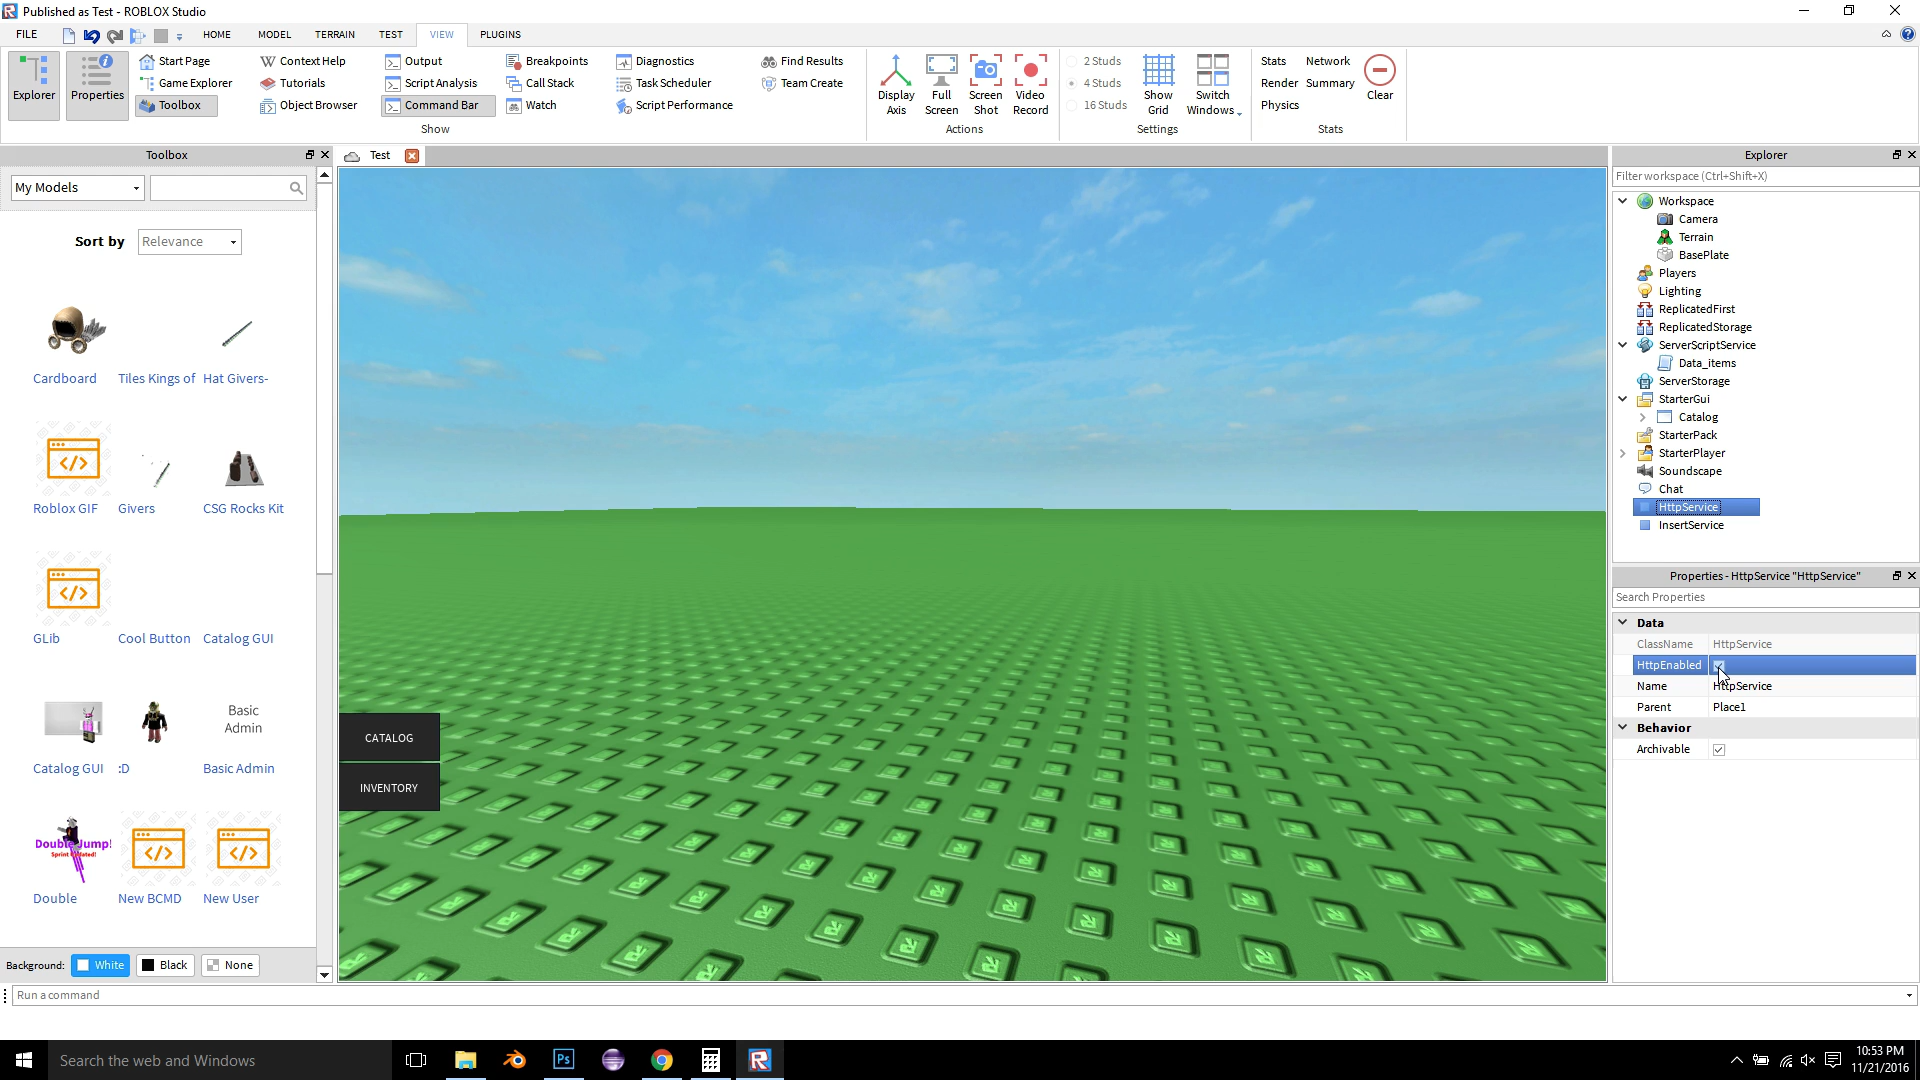 Published as Test - ROBLOX Studio
FILE HOME MODEL TERRAIN TEST VIEW PLUGINS
Explorer
Properties
Start Page
Game Explorer
Toolbox
Context Help
Tutorials
Object Browser
Output
Script Analysis
Command Bar
Breakpoints
Call Stack
Watch
Diagnostics
Task Scheduler
Script Performance
Find Results
Team Create
Show
Display
Axis
Full
Screen
Screen
Shot
Video
Record
Actions
2 Studs
4 Studs
16 Studs
Show
Grid
Switch
Windows
Settings
Stats
Render
Physics
Network
Summary
Clear
Stats
Toolbox
My Models
Sort by Relevance
Cardboard Tiles Kings of Hat Givers-
Roblox GIF Givers CSG Rocks Kit
GLib Cool Button Catalog GUI
Basic
Admin
Catalog GUI :D Basic Admin
Double Jump!
Double New BCMD New User
Background: White Black None
Test
CATALOG
INVENTORY
Explorer
Filter workspace (Ctrl+Shift+X)
Workspace
Camera
Terrain
BasePlate
Players
Lighting
ReplicatedFirst
ReplicatedStorage
ServerScriptService
Data_items
ServerStorage
StarterGui
Catalog
StarterPack
StarterPlayer
Soundscape
Chat
HttpService
InsertService
Properties - HttpService "HttpService"
Search Properties
Data
ClassName HttpService
HttpEnabled
Name HttpService
Parent Place1
Behavior
Archivable
Run a command
Search the web and Windows
Ps
10:53 PM
11/21/2016